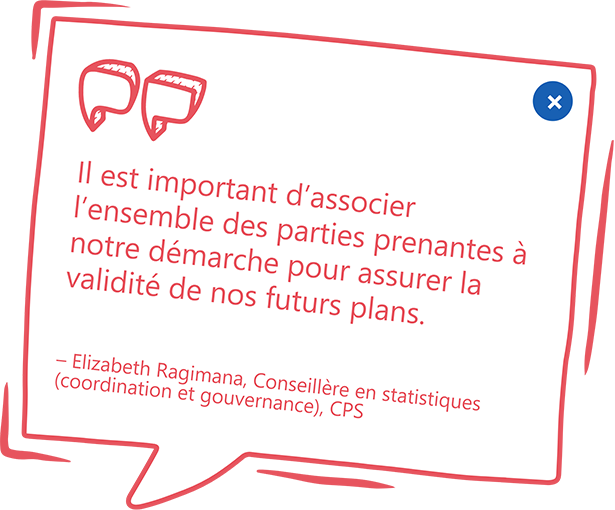 Il est important d’associer
l’ensemble des parties prenantes à
notre démarche pour assurer la
validité de nos futurs plans.
– Elizabeth Ragimana, Conseillère en statistiques
(coordination et gouvernance), CPS